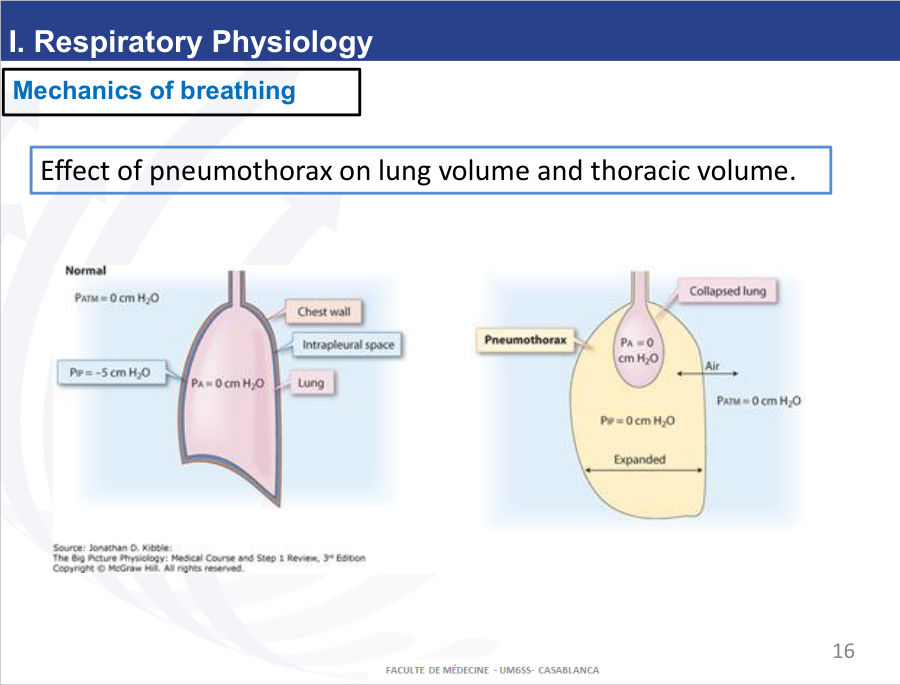 I. Respiratory Physiology
Mechanics of breathing
Effect of pneumothorax on lung volume and thoracic volume.
Normal
PATM = 0 cm H₂O
Chest wall
Intrapleural space
PIP = −5 cm H₂O
PA = 0 cm H₂O
Lung
Collapsed lung
Pneumothorax
PA = 0
cm H₂O
Air
PATM = 0 cm H₂O
PIP = 0 cm H₂O
Expanded
Source: Jonathan D. Kibble:
The Big Picture Physiology: Medical Course and Step 1 Review, 3rd Edition
Copyright © McGraw Hill. All rights reserved.
16
FACULTE DE MÉDECINE - UM6SS- CASABLANCA